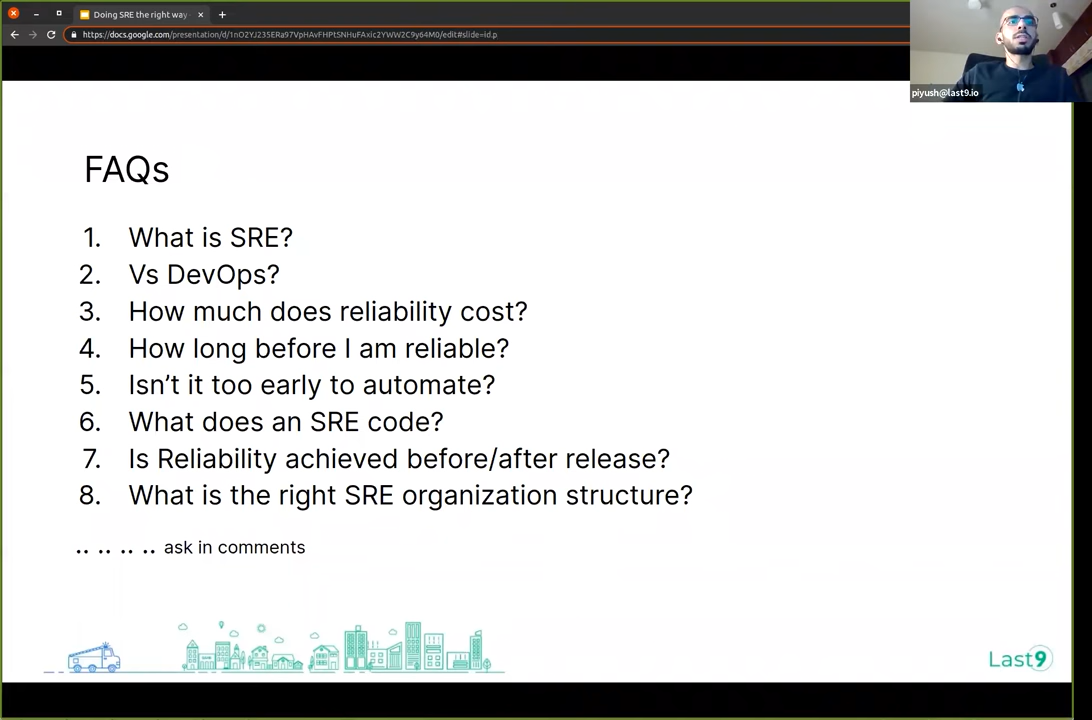 Doing SRE the right way
https://docs.google.com/presentation/d/1nO2YJ235ERa97VpHAvFHPtSNHuFAxic2YWW2C9y64M0/edit#slide=id.p
piyush@last9.io
FAQs
1. What is SRE?
2. Vs DevOps?
3. How much does reliability cost?
4. How long before I am reliable?
5. Isn't it too early to automate?
6. What does an SRE code?
7. Is Reliability achieved before/after release?
8. What is the right SRE organization structure?
.. .. .. .. ask in comments
Last9